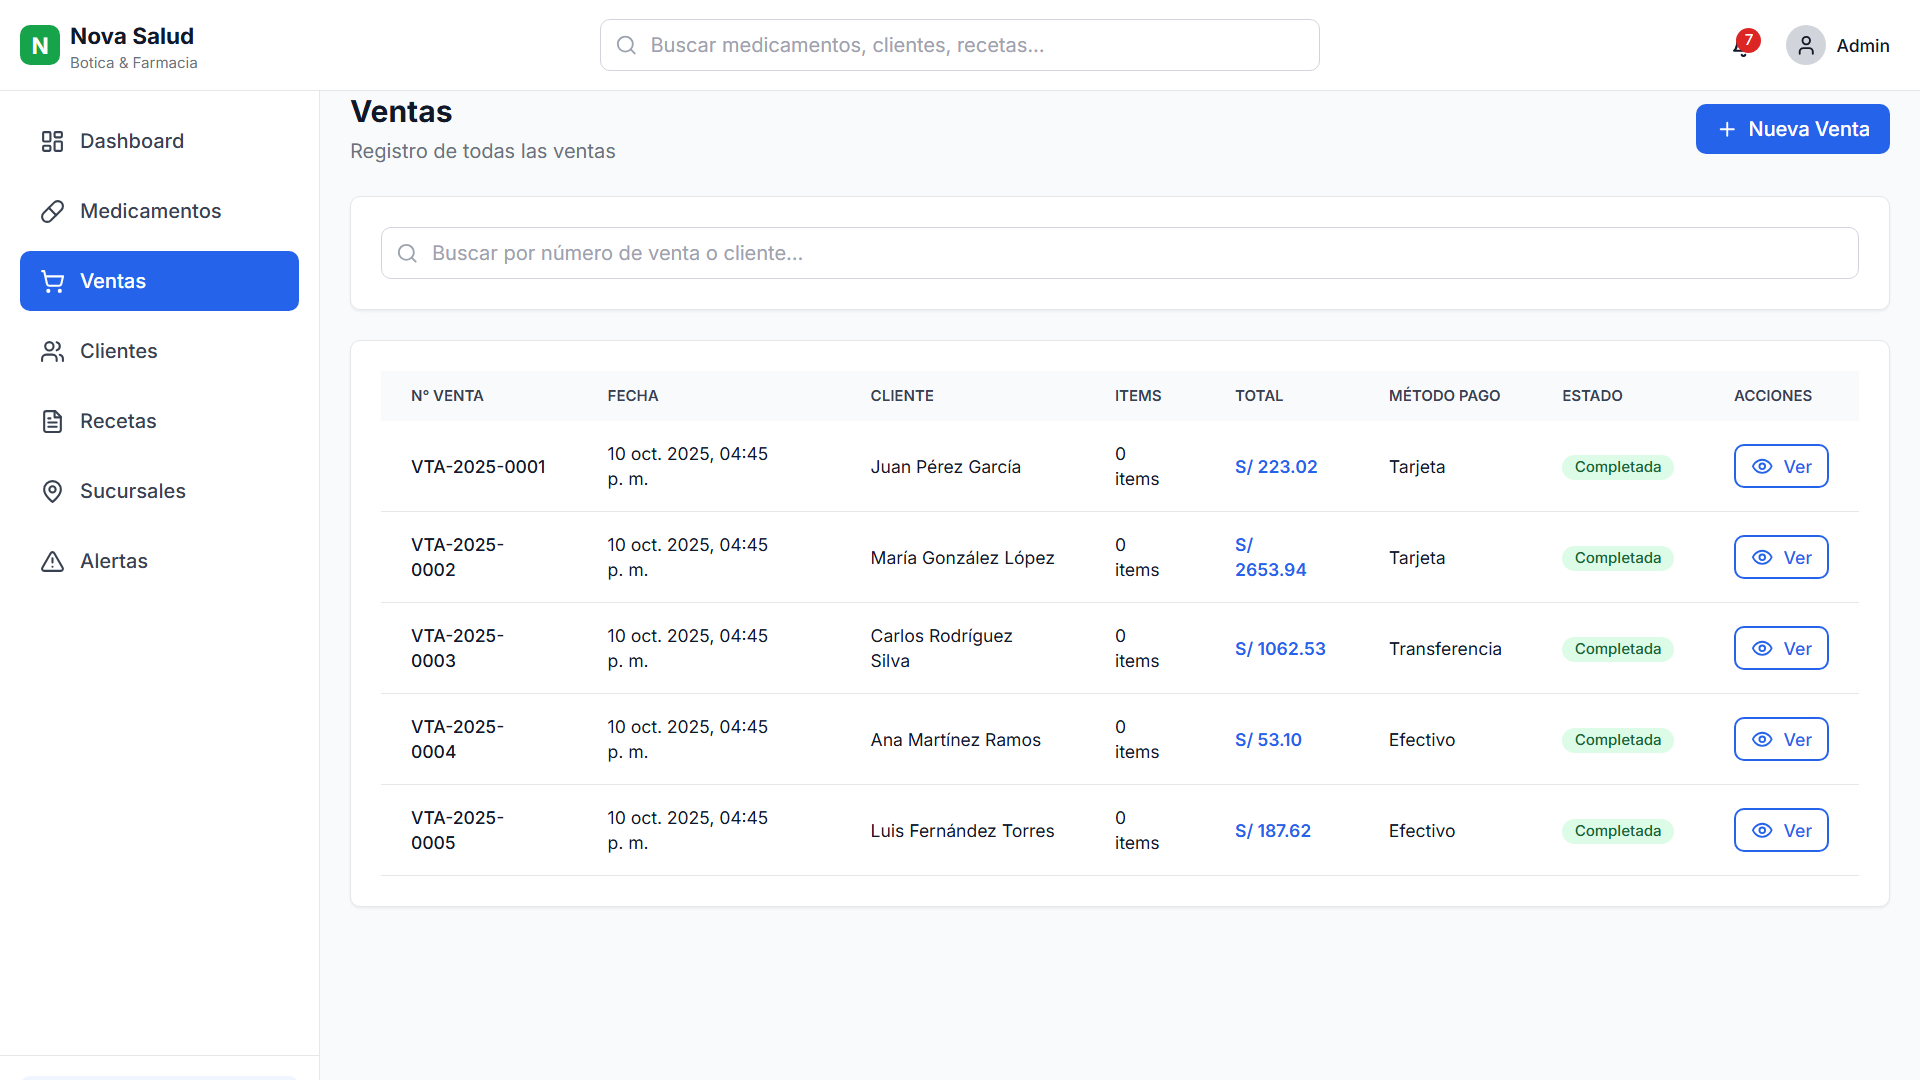 N
Nova Salud
Botica & Farmacia
Buscar medicamentos, clientes, recetas...
7
Admin
Dashboard
Medicamentos
Ventas
Clientes
Recetas
Sucursales
Alertas
Ventas
Registro de todas las ventas
Nueva Venta
Buscar por número de venta o cliente...
N° VENTA FECHA CLIENTE ITEMS TOTAL MÉTODO PAGO ESTADO ACCIONES
VTA-2025-0001 10 oct. 2025, 04:45 p. m. Juan Pérez García 0 items S/ 223.02 Tarjeta Completada Ver
VTA-2025-0002 10 oct. 2025, 04:45 p. m. María González López 0 items S/ 2653.94 Tarjeta Completada Ver
VTA-2025-0003 10 oct. 2025, 04:45 p. m. Carlos Rodríguez Silva 0 items S/ 1062.53 Transferencia Completada Ver
VTA-2025-0004 10 oct. 2025, 04:45 p. m. Ana Martínez Ramos 0 items S/ 53.10 Efectivo Completada Ver
VTA-2025-0005 10 oct. 2025, 04:45 p. m. Luis Fernández Torres 0 items S/ 187.62 Efectivo Completada Ver